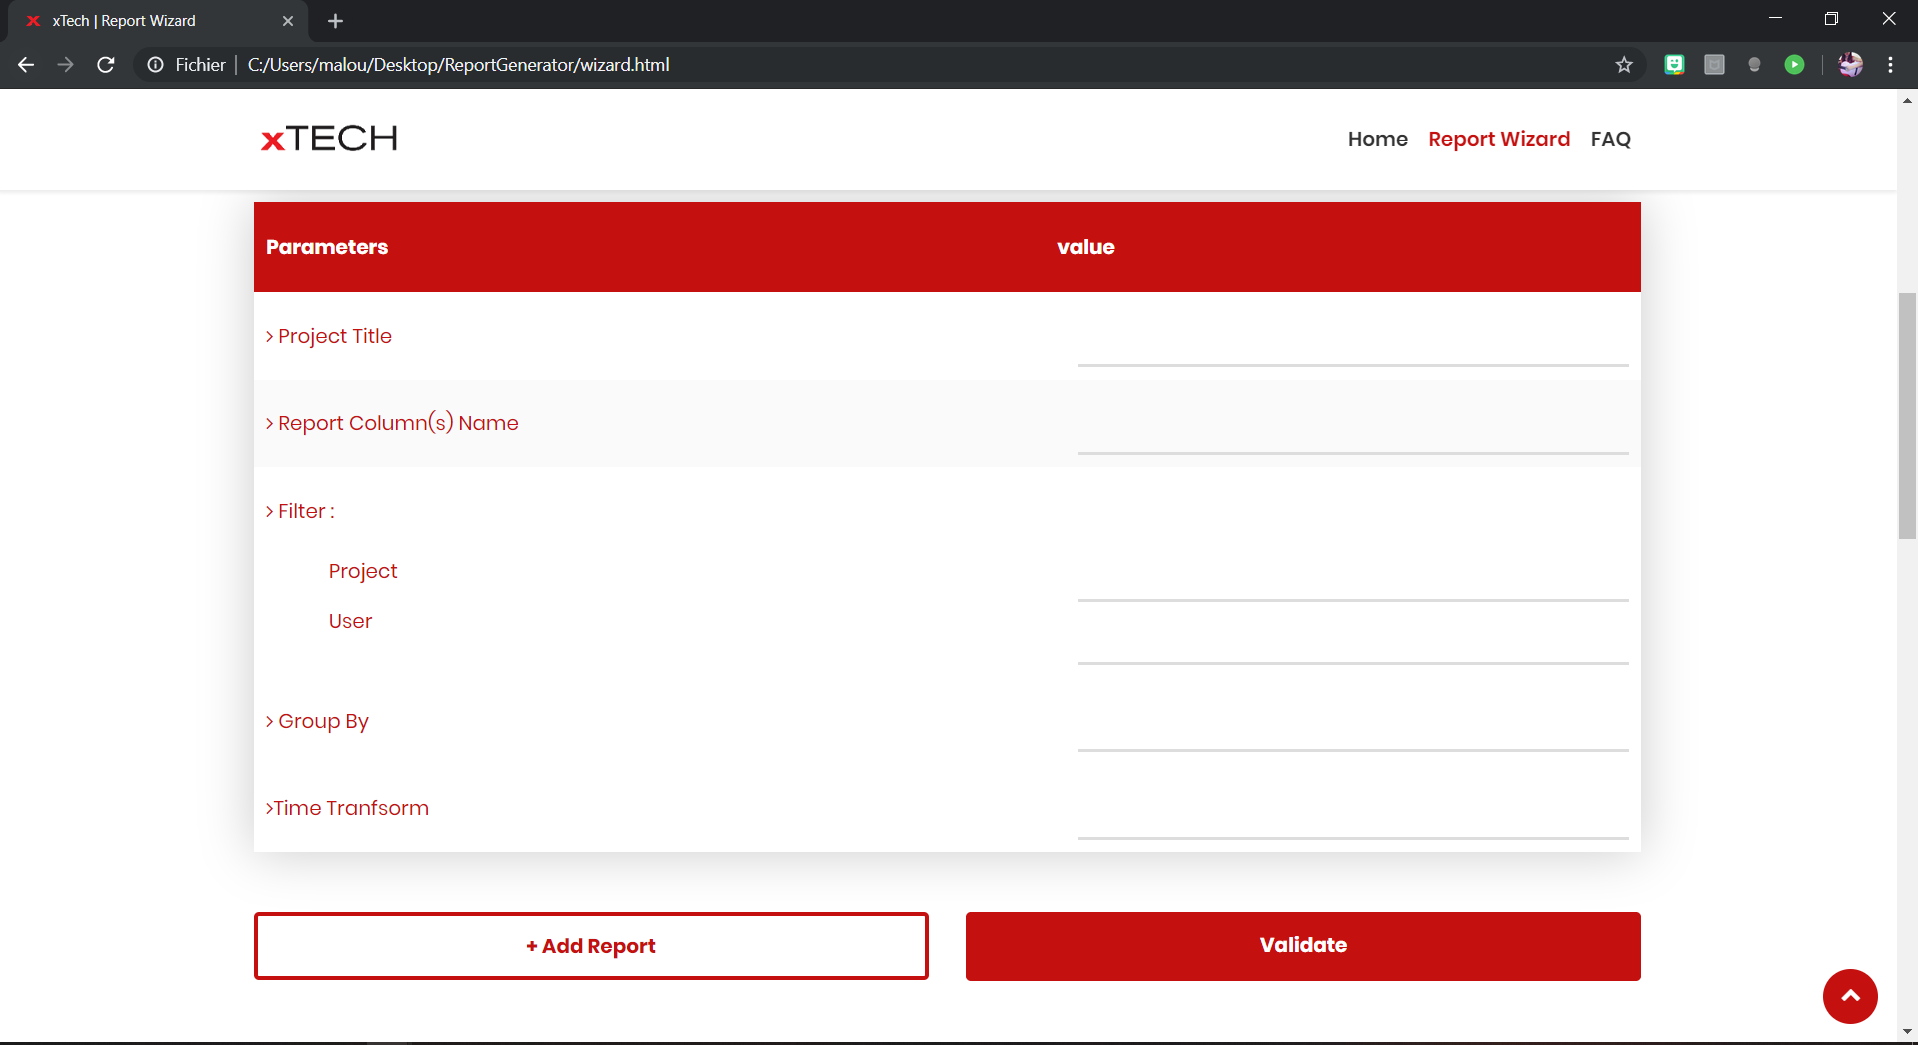 xTech | Report Wizard
Fichier | C:/Users/malou/Desktop/ReportGenerator/wizard.html
xTECH
Home Report Wizard FAQ
Parameters value
> Project Title
> Report Column(s) Name
> Filter :
Project
User
> Group By
>Time Tranfsorm
+ Add Report
Validate